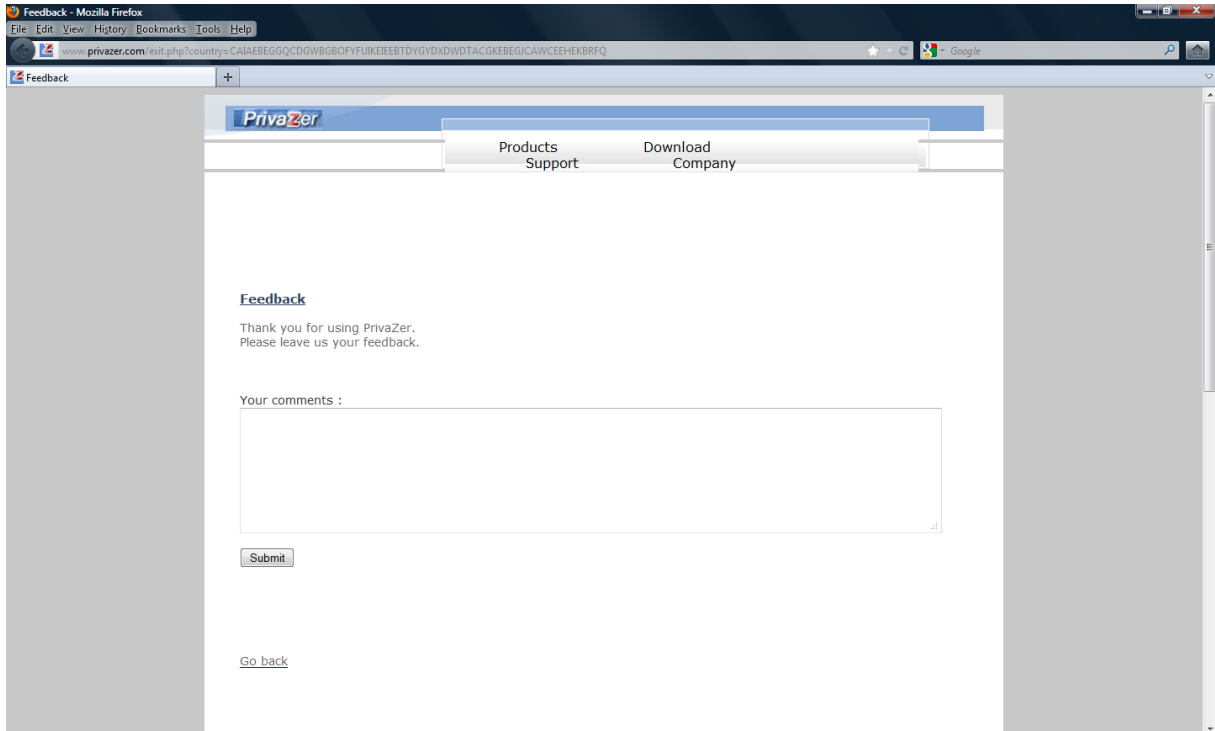 Feedback - Mozilla Firefox
File Edit View History Bookmarks Tools Help
www.privazer.com/exit.php?country=CAIAEBEGGQCDGWBGBOFYFUIKEIEEBTDYGYDXDWDTACGKEBEGJCAWCEEHEKBRFQ Google
Feedback
PrivaZer
Products Download
Support Company
Feedback
Thank you for using PrivaZer.
Please leave us your feedback.
Your comments :
Submit
Go back